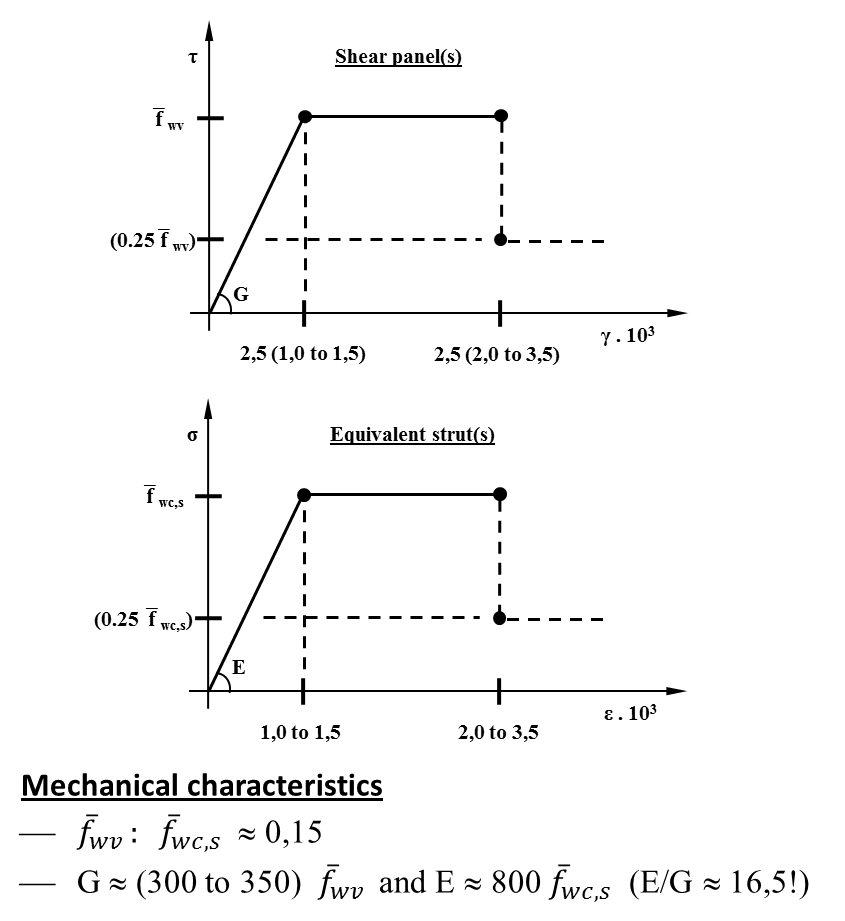 τ
Shear panel(s)
f̅ wv
(0.25 f̅ wv)
G
γ . 10³
2,5 (1,0 to 1,5)
2,5 (2,0 to 3,5)
σ
Equivalent strut(s)
f̅ wc,s
(0.25 f̅ wc,s)
E
ε . 10³
1,0 to 1,5
2,0 to 3,5
Mechanical characteristics
— f̅wv : f̅wc,s ≈ 0,15
— G ≈ (300 to 350) f̅wv and E ≈ 800 f̅wc,s (E/G ≈ 16,5!)